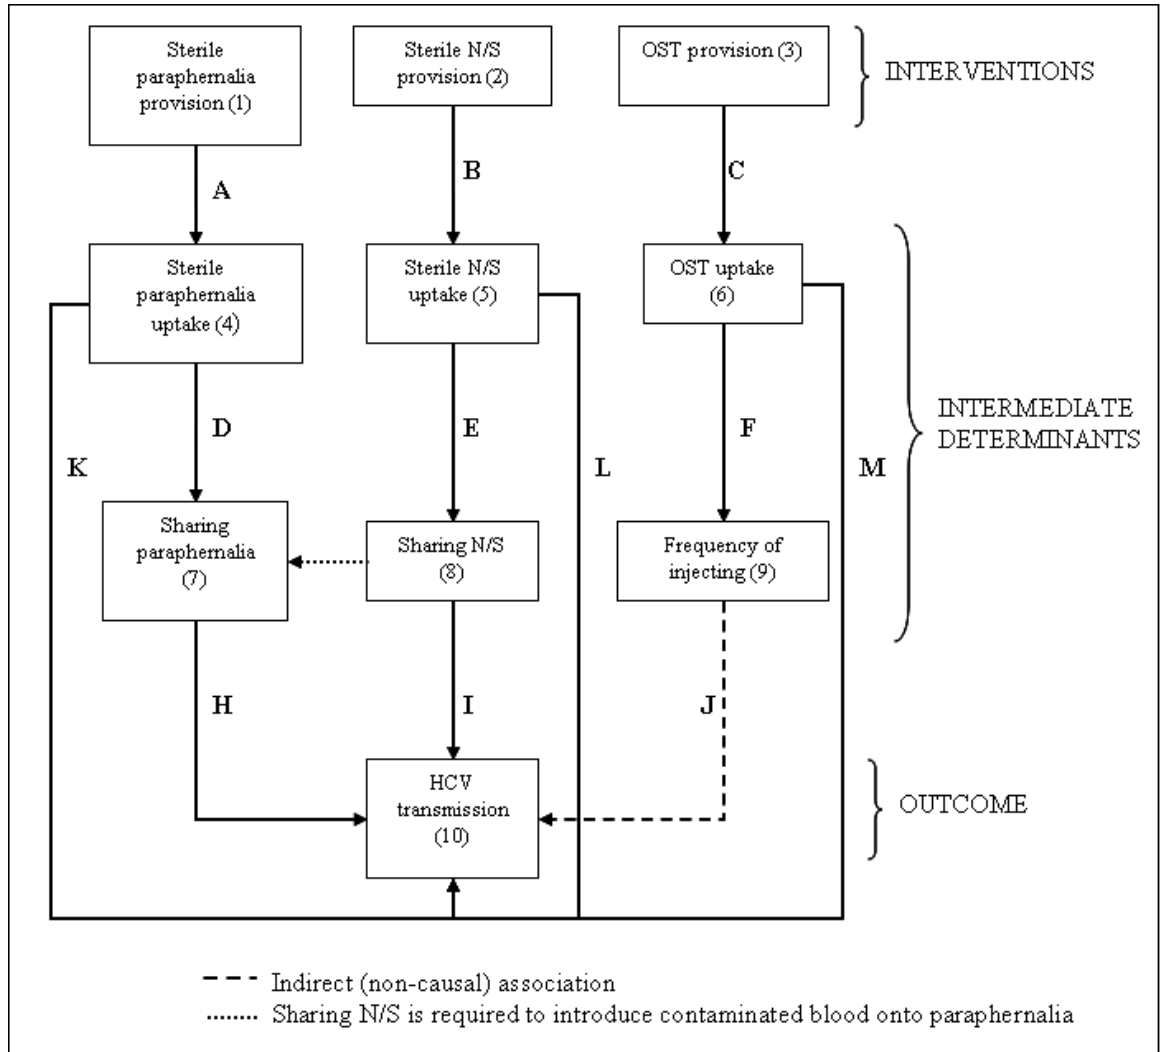 Sterile
paraphernalia
provision (1)
Sterile N/S
provision (2)
OST provision (3)
INTERVENTIONS
A
B
C
Sterile
paraphernalia
uptake (4)
Sterile N/S
uptake (5)
OST uptake
(6)
INTERMEDIATE
DETERMINANTS
D
E
F
K
L
M
Sharing
paraphernalia
(7)
Sharing N/S
(8)
Frequency of
injecting (9)
H
I
J
HCV
transmission
(10)
OUTCOME
Indirect (non-causal) association
Sharing N/S is required to introduce contaminated blood onto paraphernalia